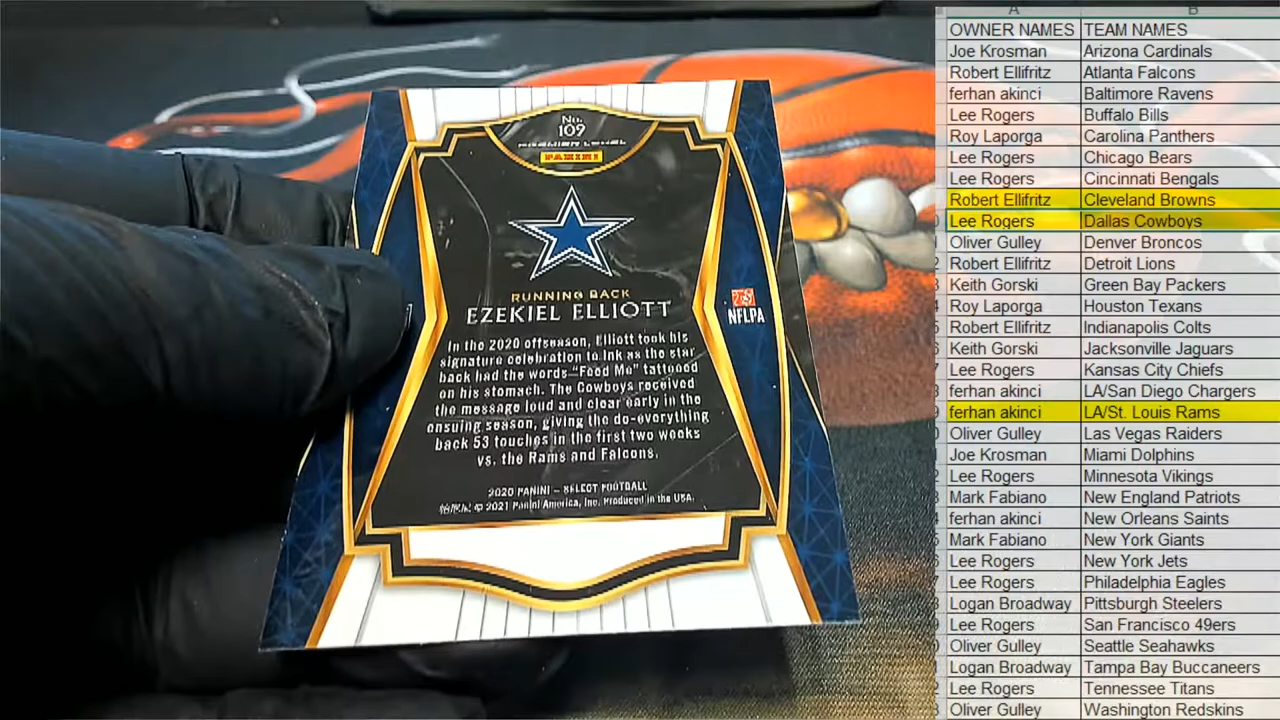 No.
109
PREMIER LEVEL
PANINI
RUNNING BACK
EZEKIEL ELLIOTT
In the 2020 offseason, Elliott took his
signature celebration to ink as the star
back had the words “Feed Me” tattooed
on his stomach. The Cowboys received
the message loud and clear early in the
ensuing season, giving the do-everything
back 53 touches in the first two weeks
vs. the Rams and Falcons.
2020 PANINI – SELECT FOOTBALL
© 2021 Panini America, Inc. Produced in the USA.
NFLPA
A B
OWNER NAMES TEAM NAMES
Joe Krosman Arizona Cardinals
Robert Ellifritz Atlanta Falcons
ferhan akinci Baltimore Ravens
Lee Rogers Buffalo Bills
Roy Laporga Carolina Panthers
Lee Rogers Chicago Bears
Lee Rogers Cincinnati Bengals
Robert Ellifritz Cleveland Browns
Lee Rogers Dallas Cowboys
Oliver Gulley Denver Broncos
Robert Ellifritz Detroit Lions
Keith Gorski Green Bay Packers
Roy Laporga Houston Texans
Robert Ellifritz Indianapolis Colts
Keith Gorski Jacksonville Jaguars
Lee Rogers Kansas City Chiefs
ferhan akinci LA/San Diego Chargers
ferhan akinci LA/St. Louis Rams
Oliver Gulley Las Vegas Raiders
Joe Krosman Miami Dolphins
Lee Rogers Minnesota Vikings
Mark Fabiano New England Patriots
ferhan akinci New Orleans Saints
Mark Fabiano New York Giants
Lee Rogers New York Jets
Lee Rogers Philadelphia Eagles
Logan Broadway Pittsburgh Steelers
Lee Rogers San Francisco 49ers
Oliver Gulley Seattle Seahawks
Logan Broadway Tampa Bay Buccaneers
Lee Rogers Tennessee Titans
Oliver Gulley Washington Redskins